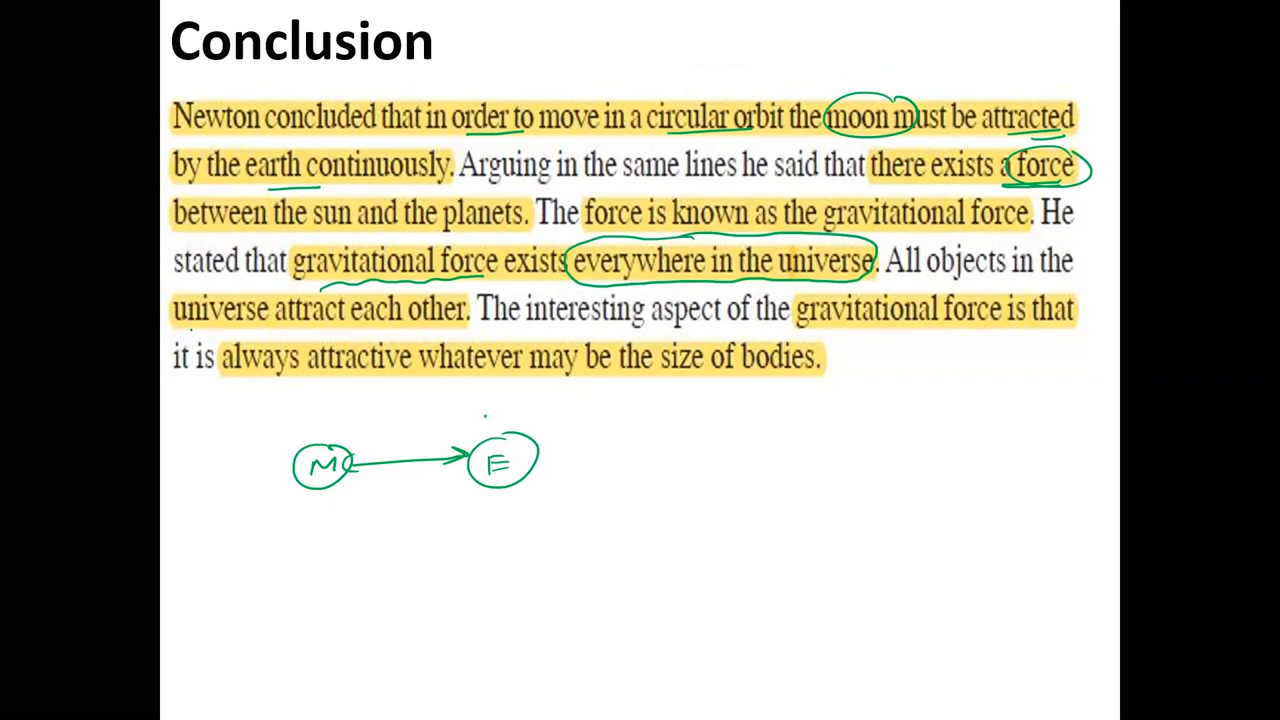 Conclusion
Newton concluded that in order to move in a circular orbit the moon must be attracted
by the earth continuously. Arguing in the same lines he said that there exists a force
between the sun and the planets. The force is known as the gravitational force. He
stated that gravitational force exists everywhere in the universe. All objects in the
universe attract each other. The interesting aspect of the gravitational force is that
it is always attractive whatever may be the size of bodies.
M E